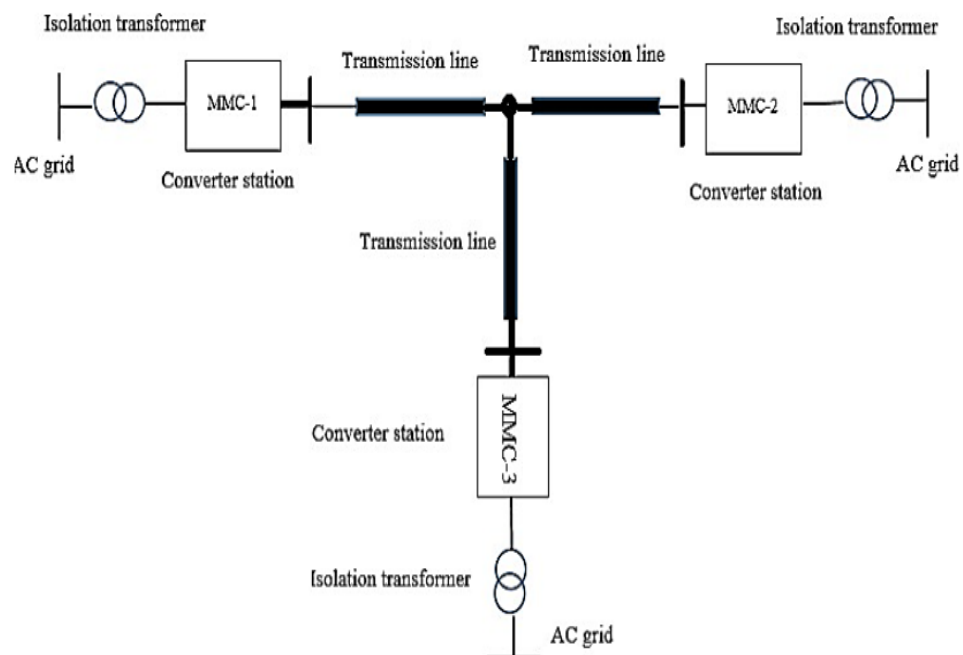 Isolation transformer
Isolation transformer
Transmission line
Transmission line
MMC-1
MMC-2
AC grid
AC grid
Converter station
Converter station
Transmission line
MMC-3
Converter station
Isolation transformer
AC grid